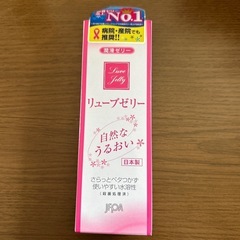 No.1
病院・産院でも
推奨!!
潤滑ゼリー
Luve
Jelly
リューブゼリー
自然な
うるおい
日本製
さらっとベタつかず
使いやすい水溶性
JFPA